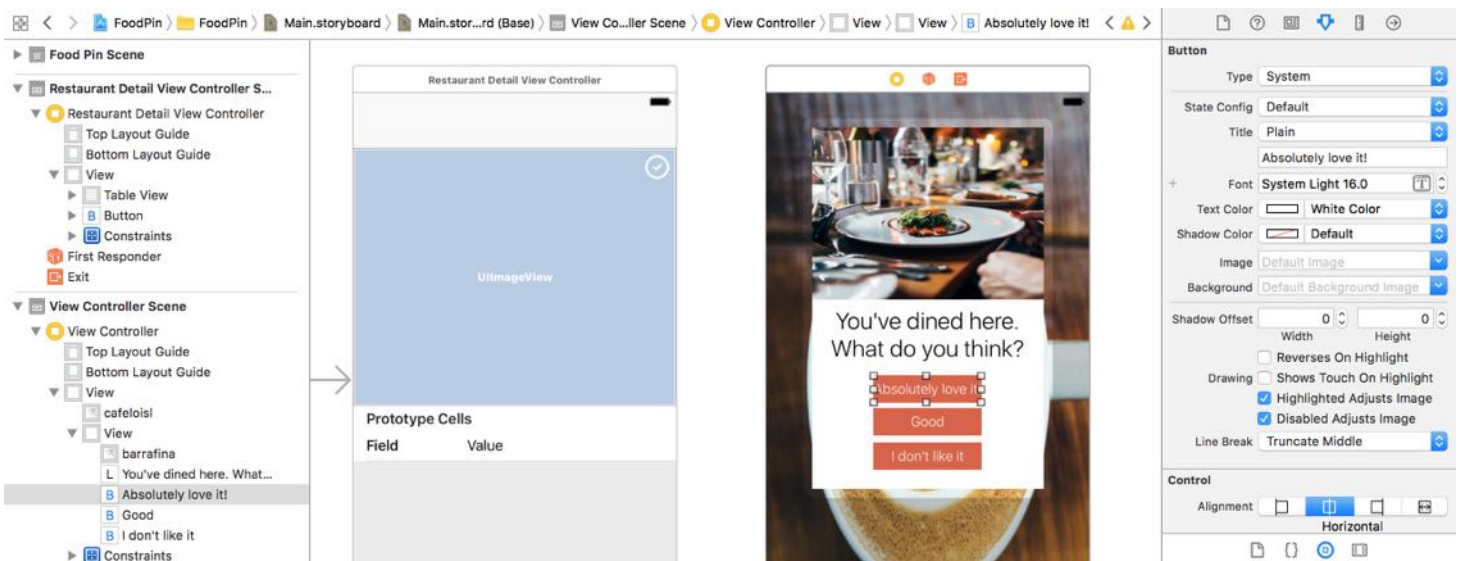 FoodPin FoodPin Main.storyboard Main.stor...rd (Base) View Co...ller Scene View Controller View View B Absolutely love it!
Food Pin Scene
Restaurant Detail View Controller S...
Restaurant Detail View Controller
Top Layout Guide
Bottom Layout Guide
View
Table View
B Button
Constraints
First Responder
Exit
View Controller Scene
View Controller
Top Layout Guide
Bottom Layout Guide
View
cafeloisl
View
barrafina
L You've dined here. What...
B Absolutely love it!
B Good
B I don't like it
Constraints
Restaurant Detail View Controller
UIImageView
Prototype Cells
Field Value
You've dined here.
What do you think?
Absolutely love it!
Good
I don't like it
Button
Type System
State Config Default
Title Plain
Absolutely love it!
Font System Light 16.0
Text Color White Color
Shadow Color Default
Image Default Image
Background Default Background Image
Shadow Offset 0 0
Width Height
Reverses On Highlight
Drawing Shows Touch On Highlight
Highlighted Adjusts Image
Disabled Adjusts Image
Line Break Truncate Middle
Control
Alignment
Horizontal